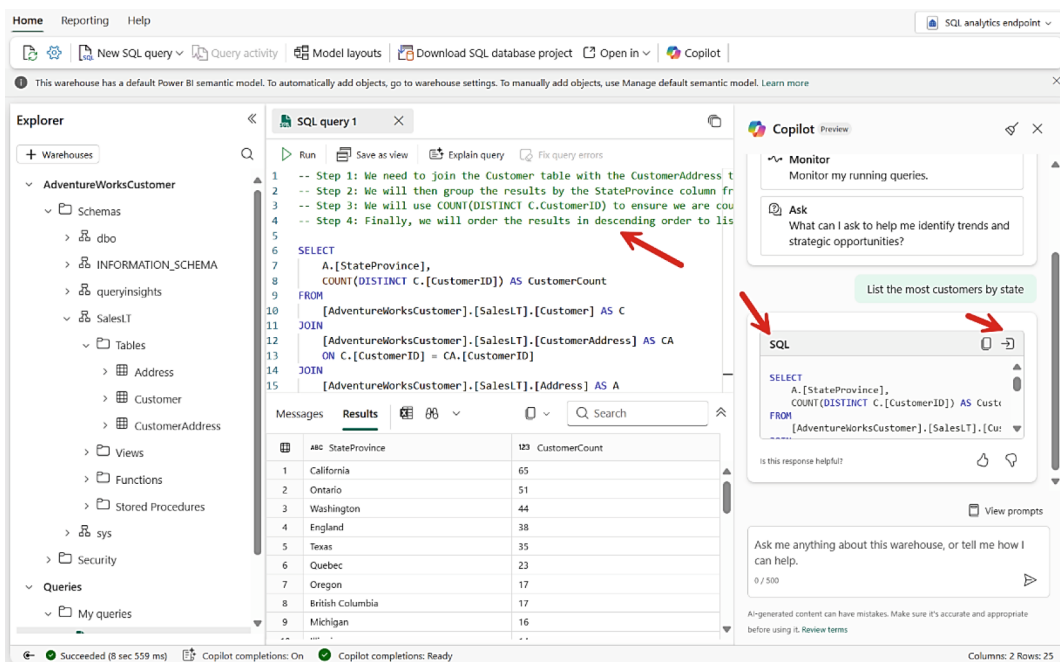 Home Reporting Help
SQL analytics endpoint
New SQL query Query activity Model layouts Download SQL database project Open in Copilot
This warehouse has a default Power BI semantic model. To automatically add objects, go to warehouse settings. To manually add objects, use Manage default semantic model. Learn more
Explorer
+ Warehouses
AdventureWorksCustomer
Schemas
dbo
INFORMATION_SCHEMA
queryinsights
SalesLT
Tables
Address
Customer
CustomerAddress
Views
Functions
Stored Procedures
sys
Security
Queries
My queries
SQL query 1
Run Save as view Explain query Fix query errors
1 -- Step 1: We need to join the Customer table with the CustomerAddress t
2 -- Step 2: We will then group the results by the StateProvince column fr
3 -- Step 3: We will use COUNT(DISTINCT C.CustomerID) to ensure we are cou
4 -- Step 4: Finally, we will order the results in descending order to lis
5
6 SELECT
7 A.[StateProvince],
8 COUNT(DISTINCT C.[CustomerID]) AS CustomerCount
9 FROM
10 [AdventureWorksCustomer].[SalesLT].[Customer] AS C
11 JOIN
12 [AdventureWorksCustomer].[SalesLT].[CustomerAddress] AS CA
13 ON C.[CustomerID] = CA.[CustomerID]
14 JOIN
15 [AdventureWorksCustomer].[SalesLT].[Address] AS A
Messages Results Search
ABC StateProvince 123 CustomerCount
1 California 65
2 Ontario 51
3 Washington 44
4 England 38
5 Texas 35
6 Quebec 23
7 Oregon 17
8 British Columbia 17
9 Michigan 16
Copilot Preview
Monitor
Monitor my running queries.
Ask
What can I ask to help me identify trends and
strategic opportunities?
List the most customers by state
SQL
SELECT
A.[StateProvince],
COUNT(DISTINCT C.[CustomerID]) AS Custo
FROM
[AdventureWorksCustomer].[SalesLT].[Cus
Is this response helpful?
View prompts
Ask me anything about this warehouse, or tell me how I
can help.
0 / 500
AI-generated content can have mistakes. Make sure it's accurate and appropriate
before using it. Review terms
Succeeded (8 sec 559 ms) Copilot completions: On Copilot completions: Ready Columns: 2 Rows: 25